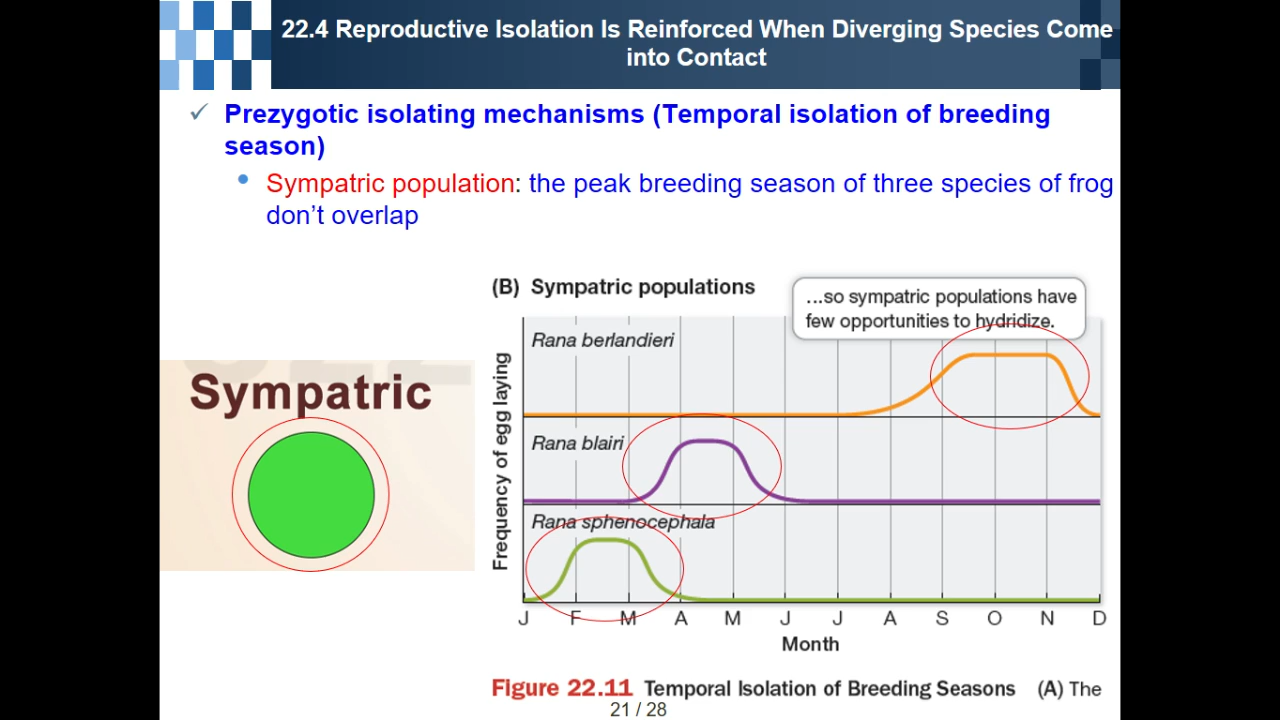 22.4 Reproductive Isolation Is Reinforced When Diverging Species Come
into Contact
✓ Prezygotic isolating mechanisms (Temporal isolation of breeding
season)
• Sympatric population: the peak breeding season of three species of frog
don't overlap
Sympatric
(B) Sympatric populations
...so sympatric populations have
few opportunities to hydridize.
Frequency of egg laying
Rana berlandieri
Rana blairi
Rana sphenocephala
J F M A M J J A S O N D
Month
Figure 22.11 Temporal Isolation of Breeding Seasons (A) The
21 / 28